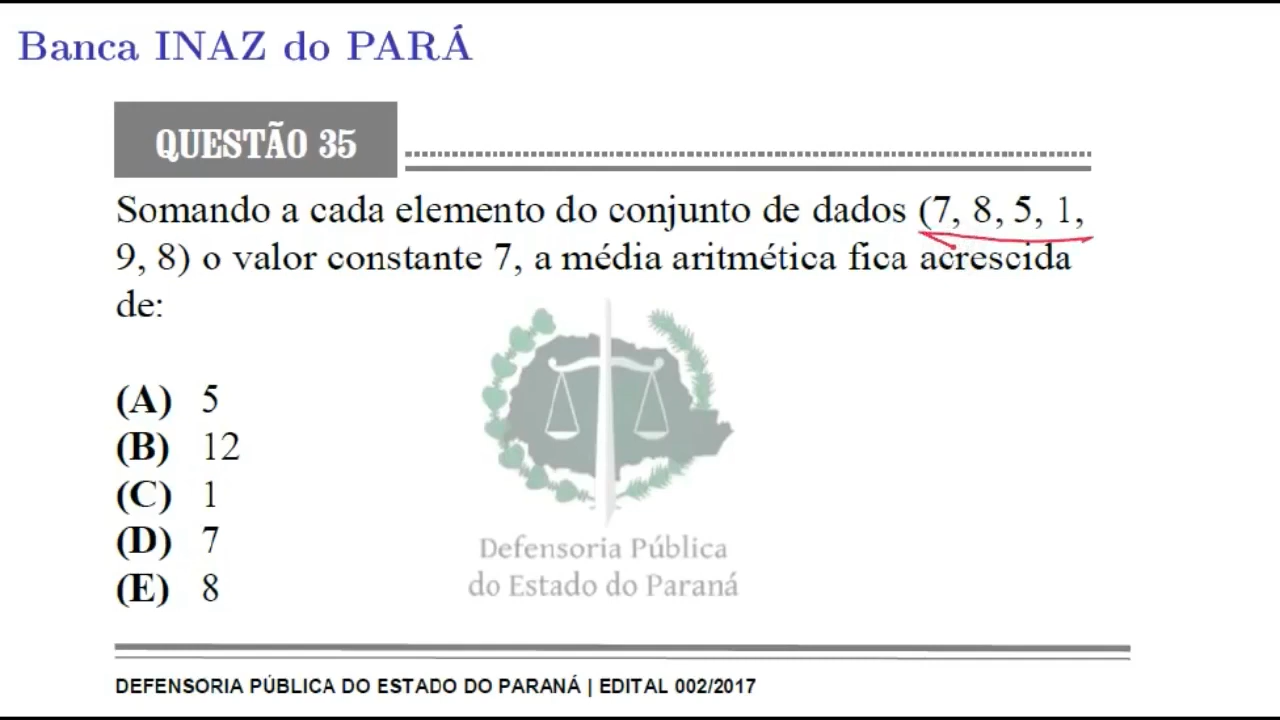 Banca INAZ do PARÁ
QUESTÃO 35
Somando a cada elemento do conjunto de dados (7, 8, 5, 1,
9, 8) o valor constante 7, a média aritmética fica acrescida
de:
(A) 5
(B) 12
(C) 1
(D) 7
(E) 8
Defensoria Pública
do Estado do Paraná
DEFENSORIA PÚBLICA DO ESTADO DO PARANÁ | EDITAL 002/2017